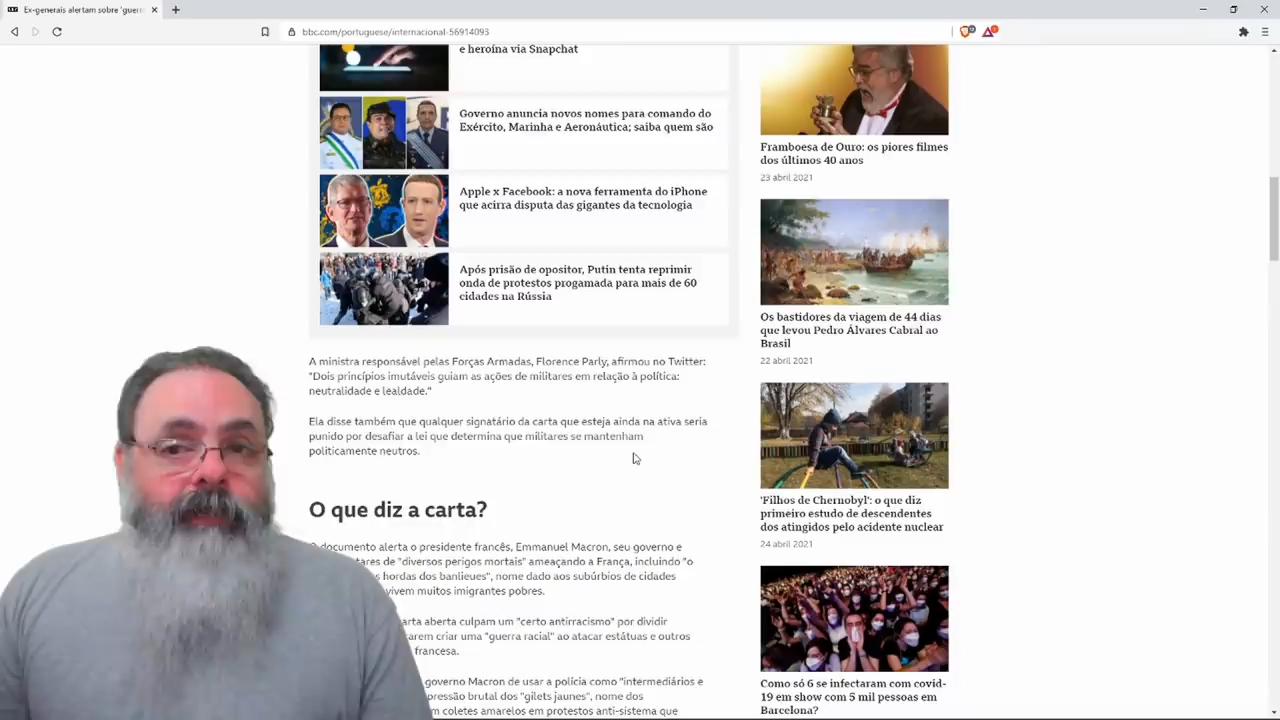 Ex-generais alertam sobre 'guerr
bbc.com/portuguese/internacional-56914093
e heroína via Snapchat
Governo anuncia novos nomes para comando do
Exército, Marinha e Aeronáutica; saiba quem são
Apple x Facebook: a nova ferramenta do iPhone
que acirra disputa das gigantes da tecnologia
Após prisão de opositor, Putin tenta reprimir
onda de protestos progamada para mais de 60
cidades na Rússia
A ministra responsável pelas Forças Armadas, Florence Parly, afirmou no Twitter:
"Dois princípios imutáveis guiam as ações de militares em relação à política:
neutralidade e lealdade."
Ela disse também que qualquer signatário da carta que esteja ainda na ativa seria
punido por desafiar a lei que determina que militares se mantenham
politicamente neutros.
O que diz a carta?
documento alerta o presidente francês, Emmanuel Macron, seu governo e
tares de "diversos perigos mortais" ameaçando a França, incluindo "o
s hordas dos banlieues", nome dado aos subúrbios de cidades
vivem muitos imigrantes pobres.
arta aberta culpam um "certo antirracismo" por dividir
carem criar uma "guerra racial" ao atacar estátuas e outros
francesa.
governo Macron de usar a polícia como "intermediários e
pressão brutal dos "gilets jaunes", nome dos
coletes amarelos em protestos anti-sistema que
Framboesa de Ouro: os piores filmes
dos últimos 40 anos
23 abril 2021
Os bastidores da viagem de 44 dias
que levou Pedro Álvares Cabral ao
Brasil
22 abril 2021
'Filhos de Chernobyl': o que diz
primeiro estudo de descendentes
dos atingidos pelo acidente nuclear
24 abril 2021
Como só 6 se infectaram com covid-
19 em show com 5 mil pessoas em
Barcelona?